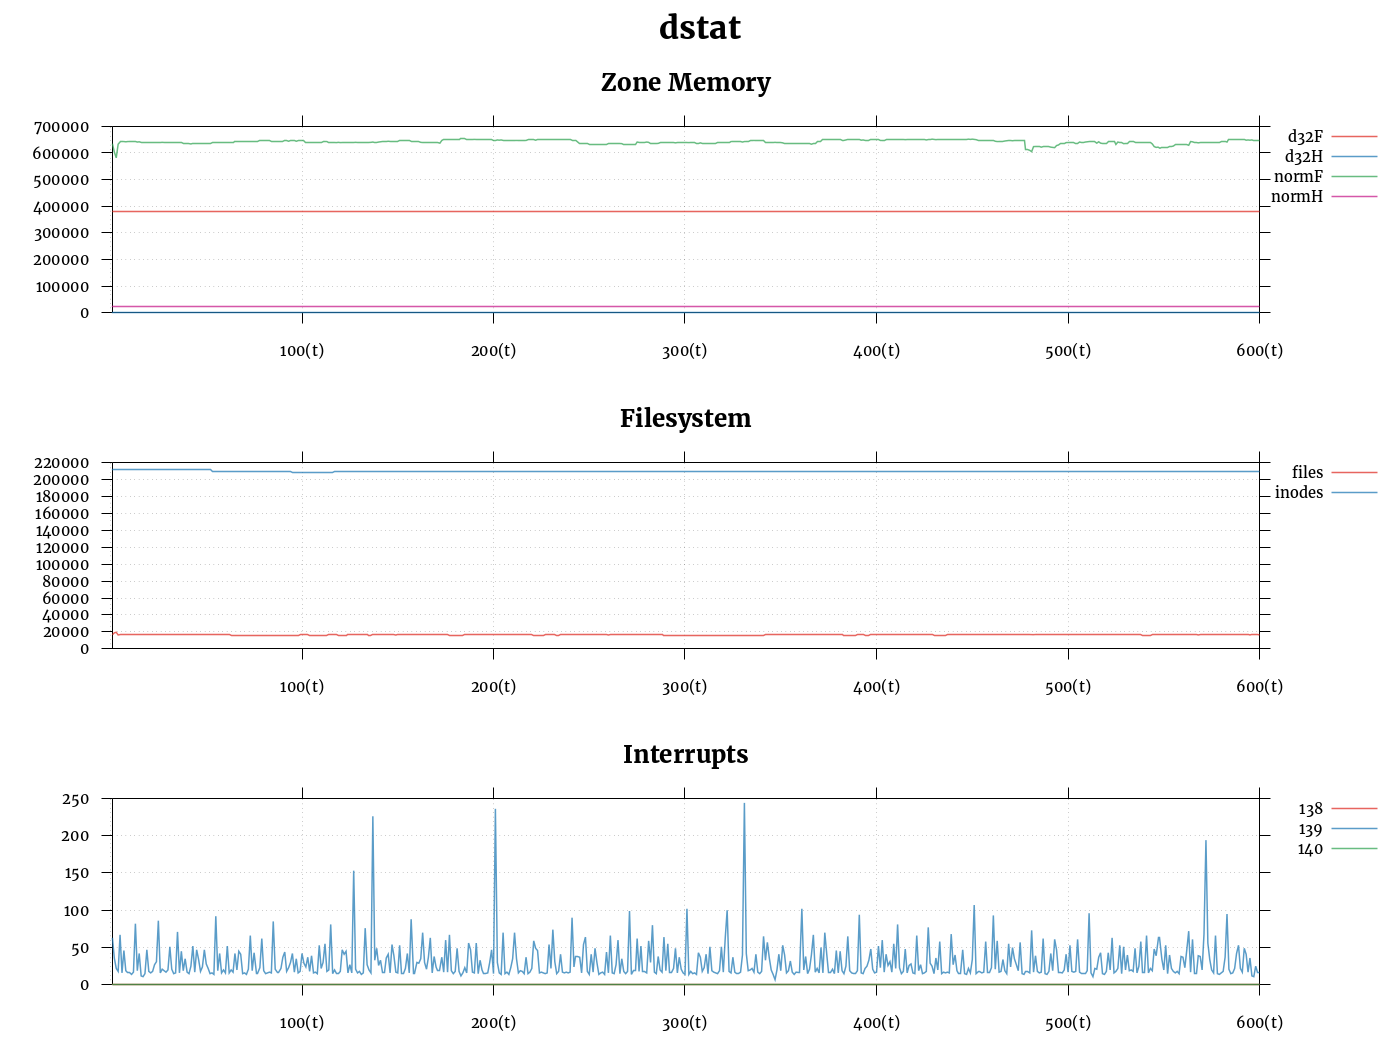 dstat
Zone Memory
700000
600000
500000
400000
300000
200000
100000
0
100(t) 200(t) 300(t) 400(t) 500(t) 600(t)
d32F
d32H
normF
normH
Filesystem
220000
200000
180000
160000
140000
120000
100000
80000
60000
40000
20000
0
100(t) 200(t) 300(t) 400(t) 500(t) 600(t)
files
inodes
Interrupts
250
200
150
100
50
0
100(t) 200(t) 300(t) 400(t) 500(t) 600(t)
138
139
140